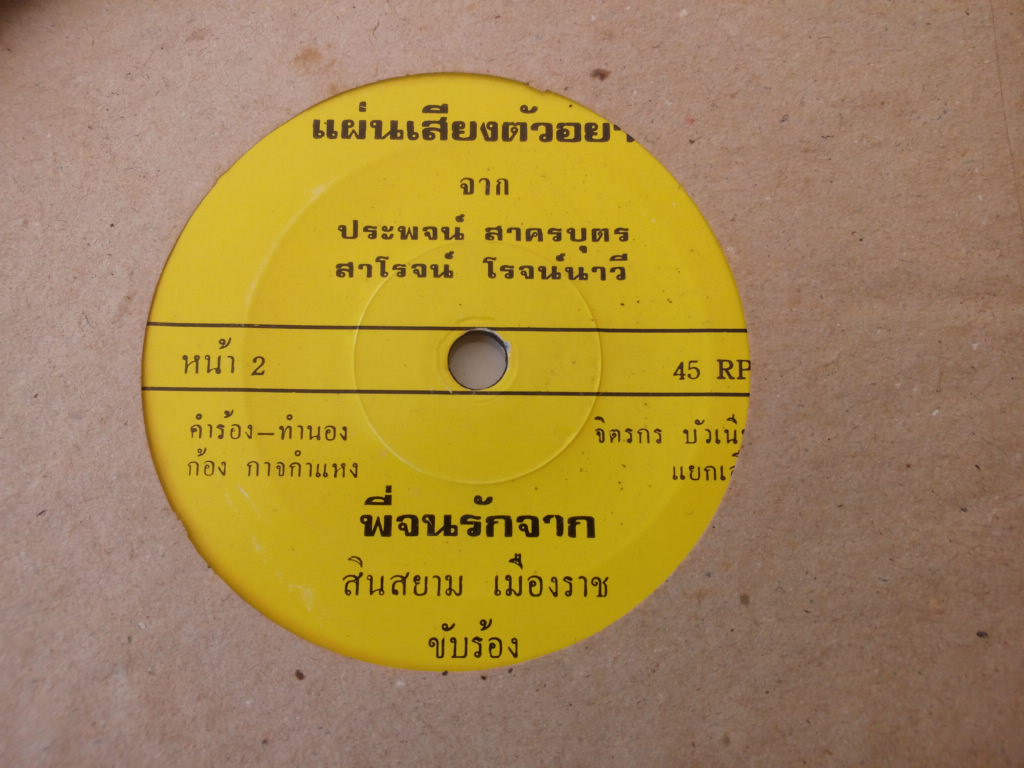 แผ่นเสียงตัวอย
จาก
ประพจน์ สาครบุตร
สาโรจน์ โรจน์นาวี
หน้า 2 45 RP
คำร้อง–ทำนอง จิตรกร
ก้อง กาจกำแหง
พี่จนรักจาก
สินสยาม เมืองราช
ขับร้อง